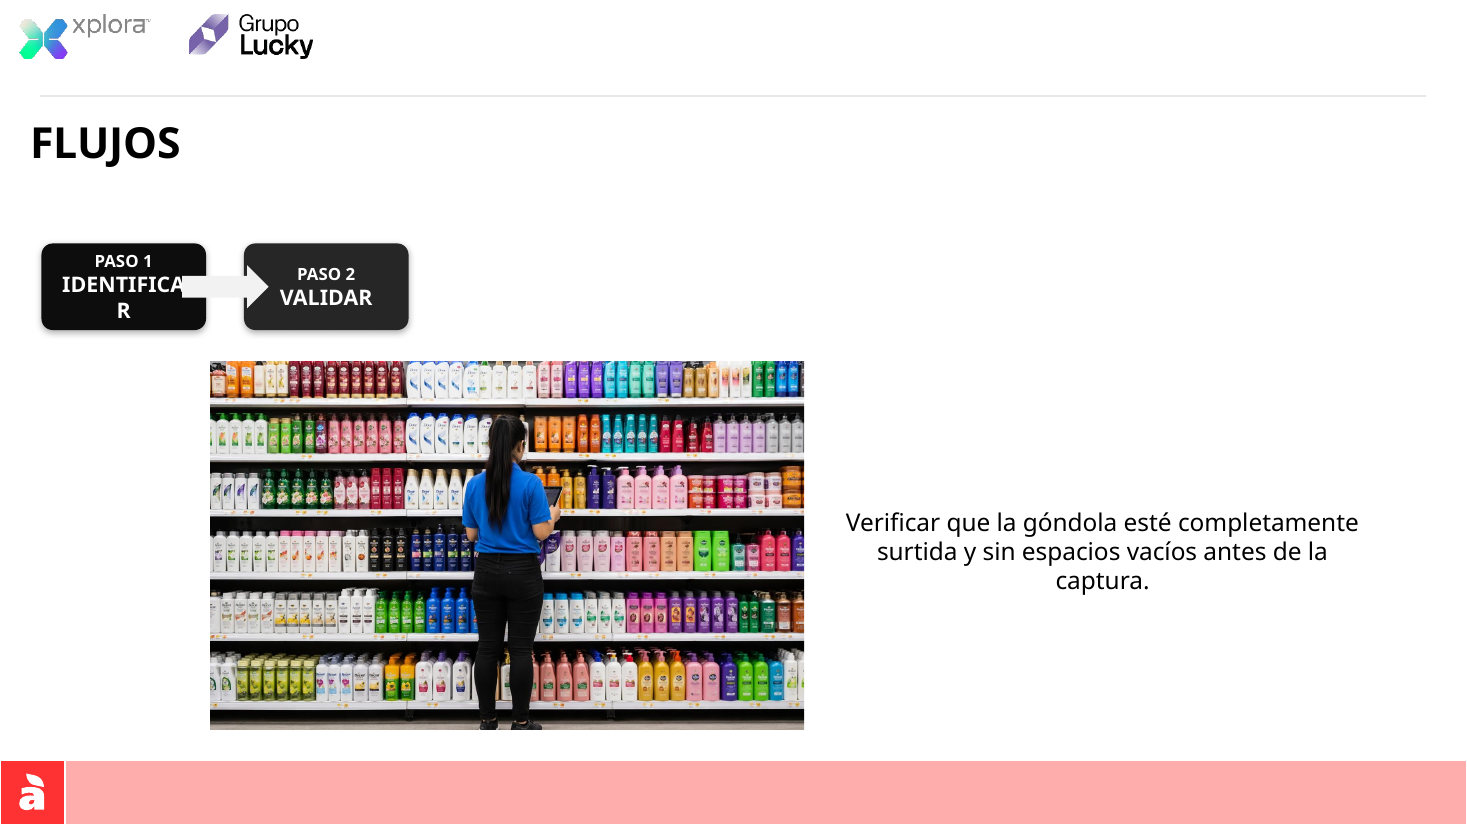 xplora
Grupo
Lucky
FLUJOS
PASO 1
IDENTIFICA
R
PASO 2
VALIDAR
Verificar que la góndola esté completamente
surtida y sin espacios vacíos antes de la
captura.
a